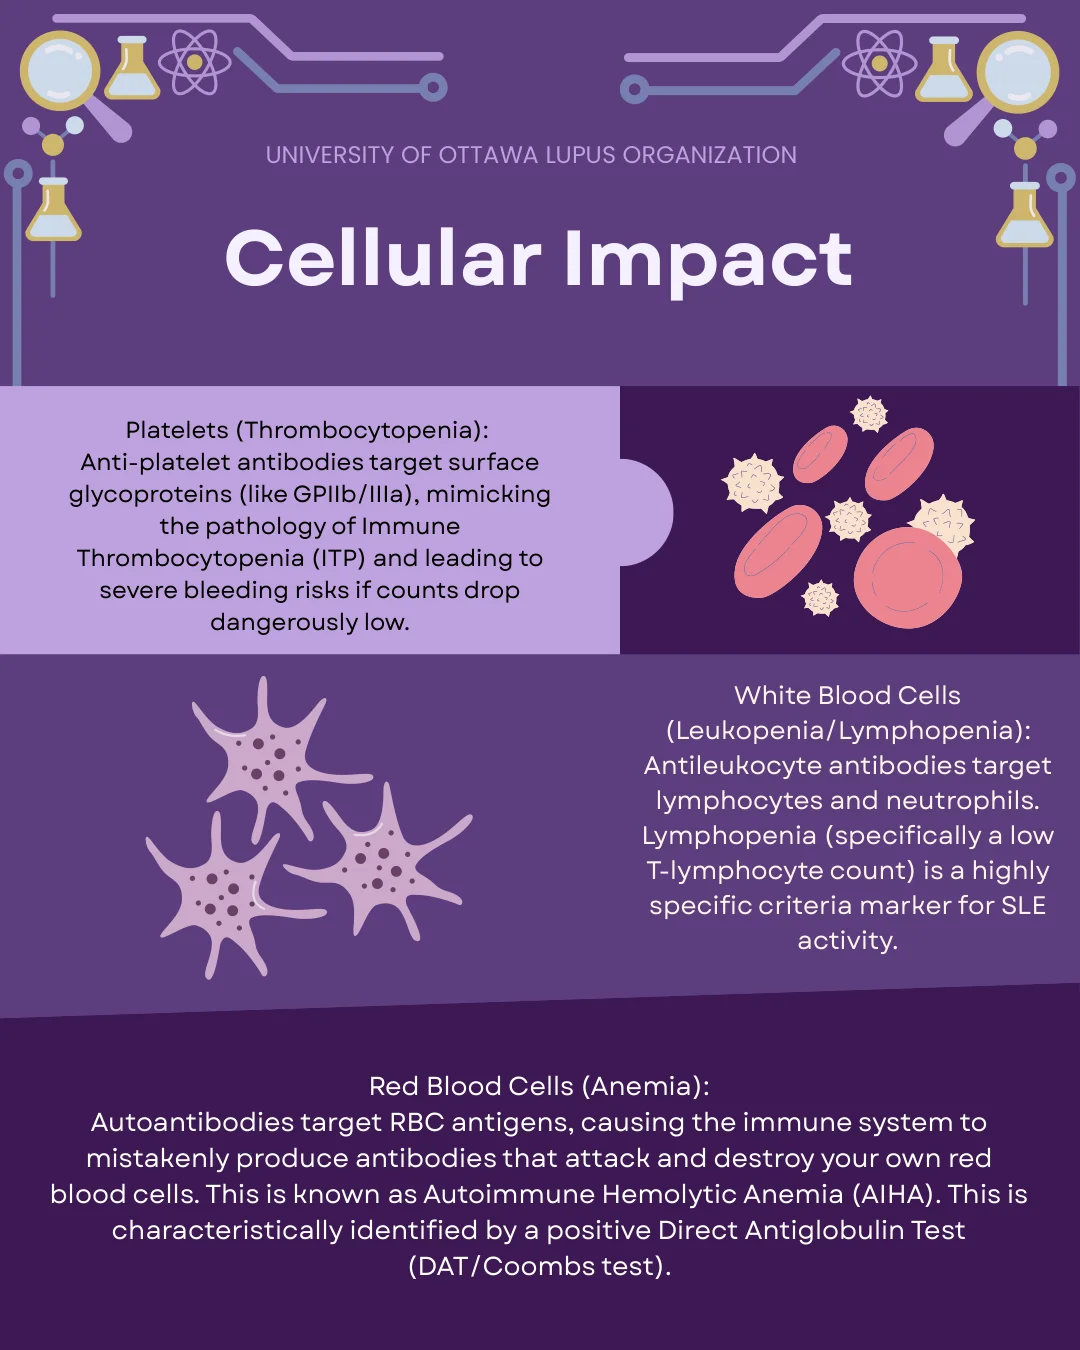 UNIVERSITY OF OTTAWA LUPUS ORGANIZATION
Cellular Impact
Platelets (Thrombocytopenia):
Anti-platelet antibodies target surface
glycoproteins (like GPIIb/IIIa), mimicking
the pathology of Immune
Thrombocytopenia (ITP) and leading to
severe bleeding risks if counts drop
dangerously low.
White Blood Cells
(Leukopenia/Lymphopenia):
Antileukocyte antibodies target
lymphocytes and neutrophils.
Lymphopenia (specifically a low
T-lymphocyte count) is a highly
specific criteria marker for SLE
activity.
Red Blood Cells (Anemia):
Autoantibodies target RBC antigens, causing the immune system to
mistakenly produce antibodies that attack and destroy your own red
blood cells. This is known as Autoimmune Hemolytic Anemia (AIHA). This is
characteristically identified by a positive Direct Antiglobulin Test
(DAT/Coombs test).